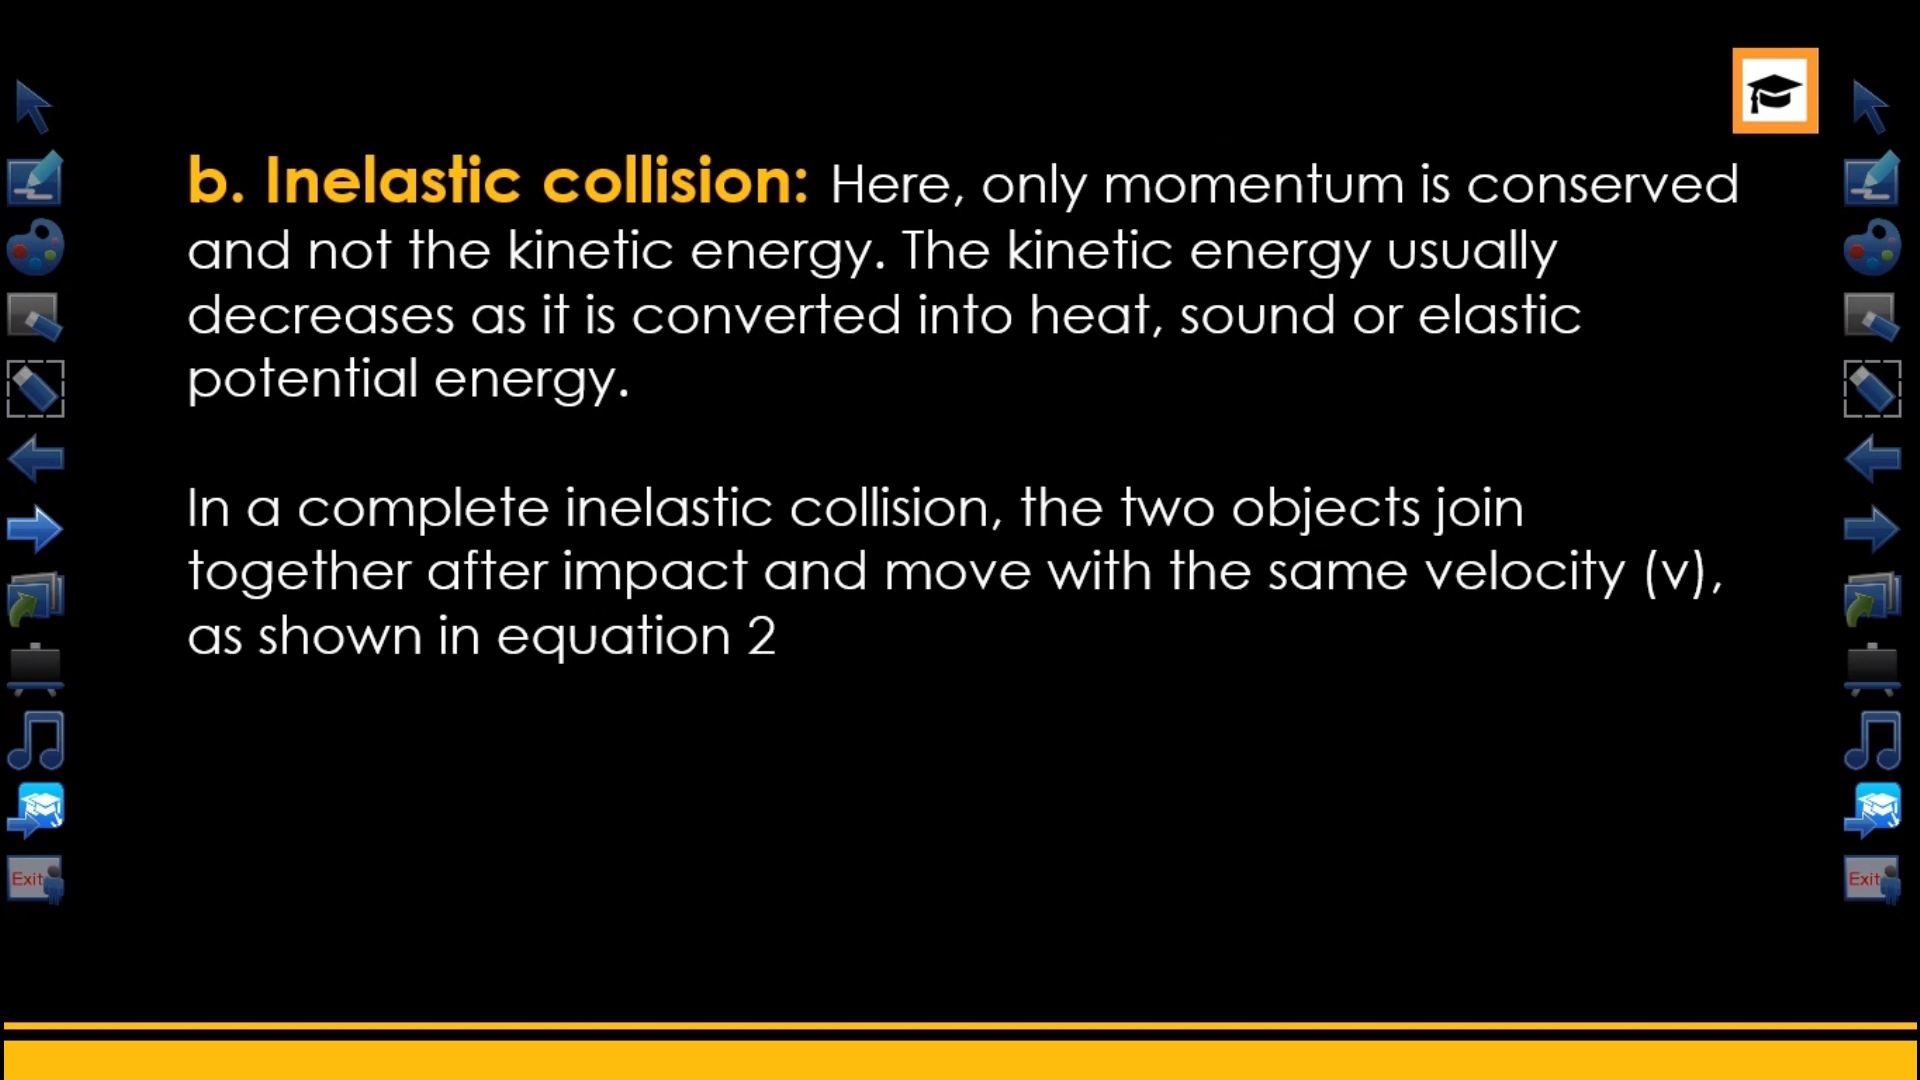 b. Inelastic collision: Here, only momentum is conserved
and not the kinetic energy. The kinetic energy usually
decreases as it is converted into heat, sound or elastic
potential energy.
In a complete inelastic collision, the two objects join
together after impact and move with the same velocity (v),
as shown in equation 2
Exit
Exit